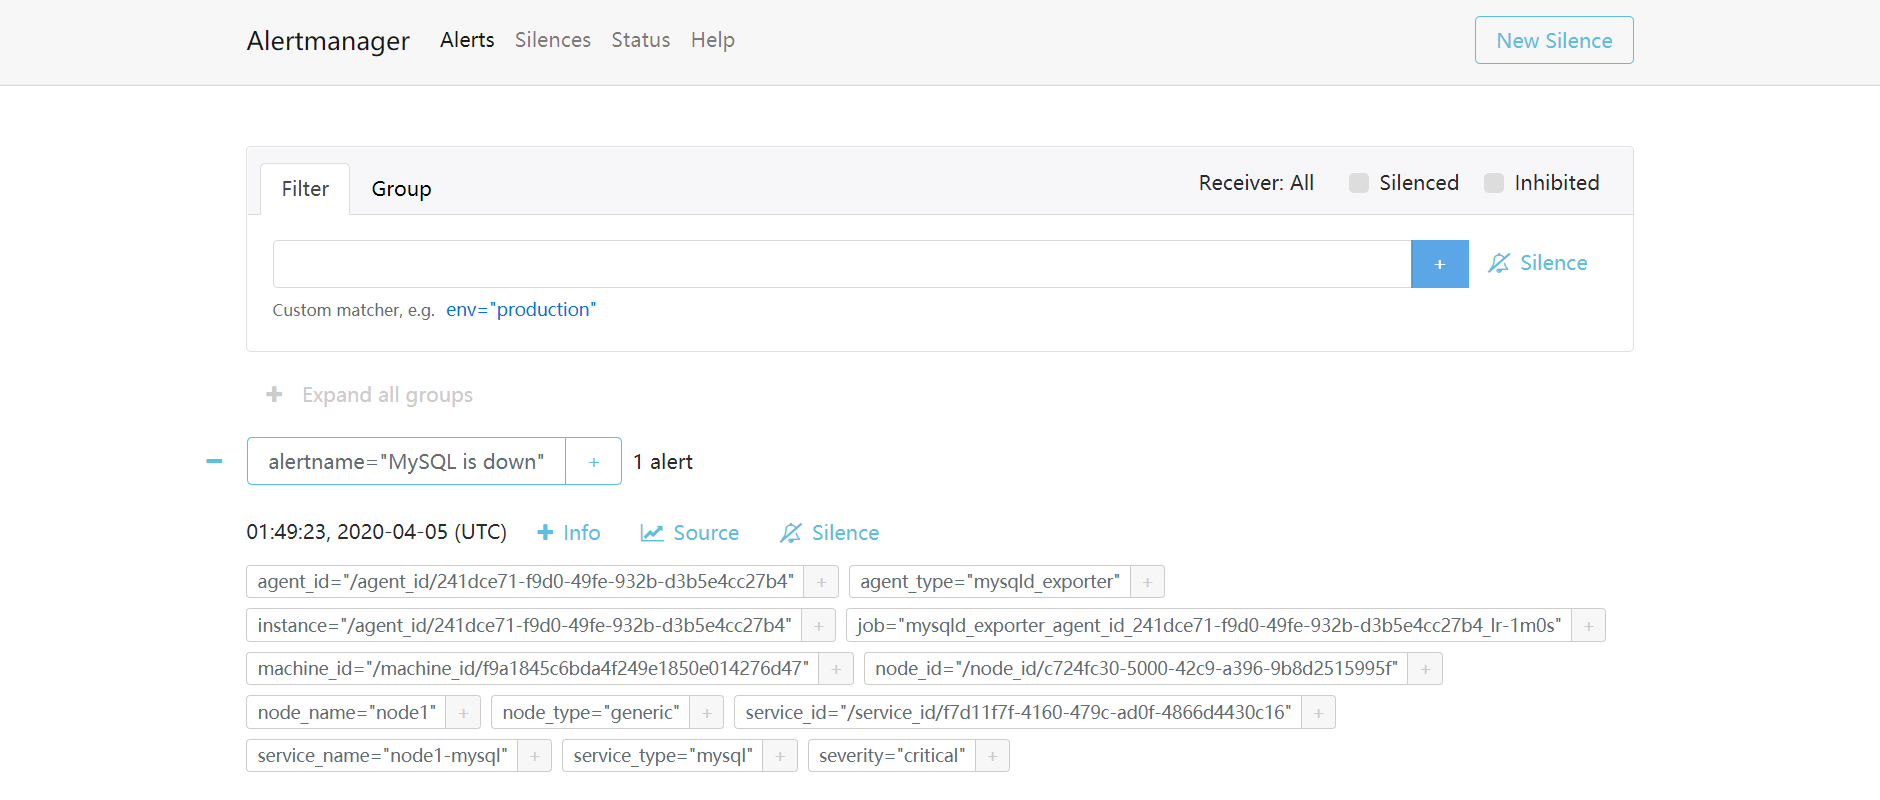 Alertmanager Alerts Silences Status Help New Silence
Filter Group Receiver: All Silenced Inhibited
+ Silence
Custom matcher, e.g. env="production"
+ Expand all groups
− alertname="MySQL is down" + 1 alert
01:49:23, 2020-04-05 (UTC) + Info Source Silence
agent_id="/agent_id/241dce71-f9d0-49fe-932b-d3b5e4cc27b4" + agent_type="mysqld_exporter" +
instance="/agent_id/241dce71-f9d0-49fe-932b-d3b5e4cc27b4" + job="mysqld_exporter_agent_id_241dce71-f9d0-49fe-932b-d3b5e4cc27b4_lr-1m0s" +
machine_id="/machine_id/f9a1845c6bda4f249e1850e014276d47" + node_id="/node_id/c724fc30-5000-42c9-a396-9b8d2515995f" +
node_name="node1" + node_type="generic" + service_id="/service_id/f7d11f7f-4160-479c-ad0f-4866d4430c16" +
service_name="node1-mysql" + service_type="mysql" + severity="critical" +